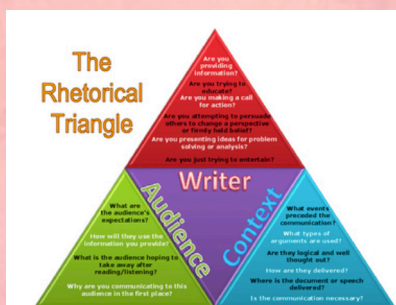 The
Rhetorical
Triangle
Are you
providing
information?
Are you trying to
educate?
Are you making a call
for action?
Are you attempting to persuade
others to change a perspective
or firmly held belief?
Are you presenting ideas for problem
solving or analysis?
Are you just trying to entertain?
Writer
Audience
Context
What are
the audience's
expectations?
How will they use the
information you provide?
What is the audience hoping to
take away after
reading/listening?
Why are you communicating to this
audience in the first place?
What events
preceded the
communication?
What types of
arguments are used?
Are they logical and well
thought out?
How are they delivered?
Where is the document or speech
delivered?
Is the communication necessary?